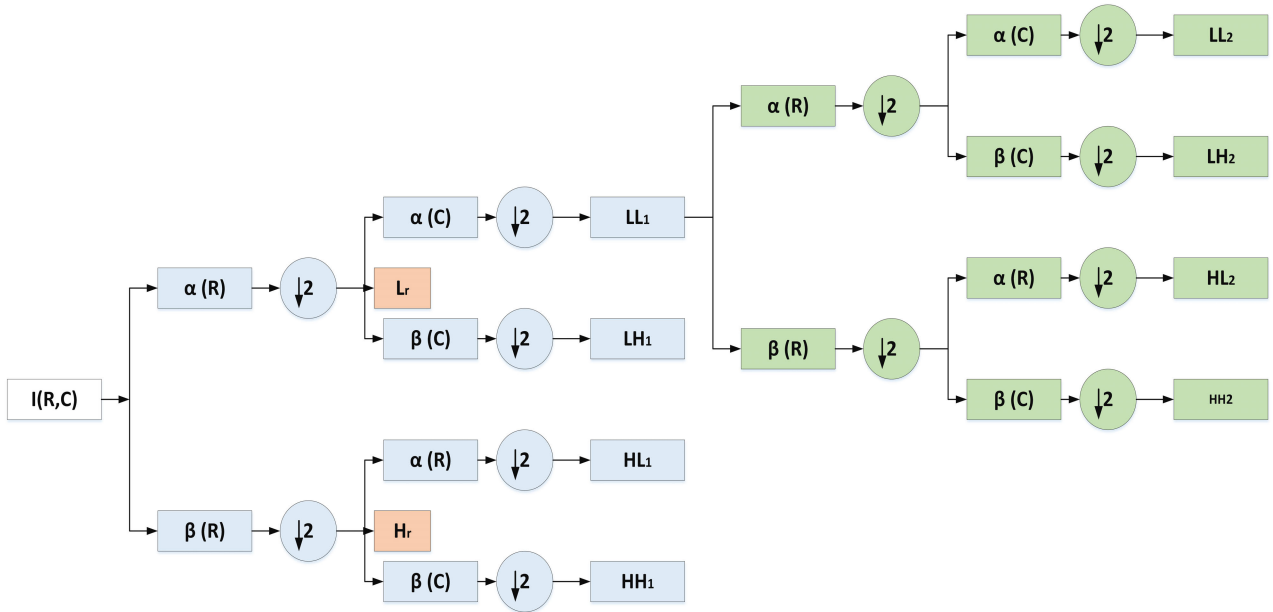 α (C)
↓2
LL₂
α (R)
↓2
β (C)
↓2
LH₂
α (C)
↓2
LL₁
α (R)
↓2
Lᵣ
α (R)
↓2
HL₂
β (C)
↓2
LH₁
β (R)
↓2
I(R,C)
β (C)
↓2
HH2
α (R)
↓2
HL₁
β (R)
↓2
Hᵣ
β (C)
↓2
HH₁